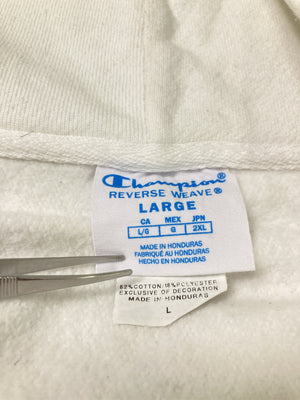 Champion®
REVERSE WEAVE®
LARGE
CA MEX JPN
L/G G 2XL
MADE IN HONDURAS
FABRIQUÉ AU HONDURAS
HECHO EN HONDURAS
82%COTTON/18%POLYESTER
EXCLUSIVE OF DECORATION
MADE IN HONDURAS
L